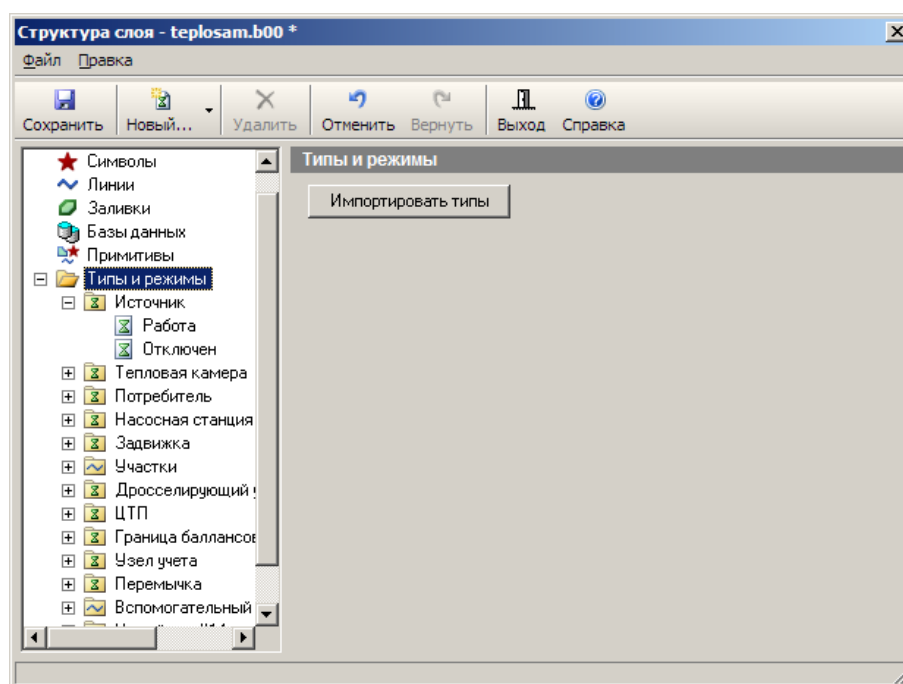 Структура слоя - teplosam.b00 *
Файл Правка
Сохранить Новый... Удалить Отменить Вернуть Выход Справка
Символы
Линии
Заливки
Базы данных
Примитивы
Типы и режимы
Источник
Работа
Отключен
Тепловая камера
Потребитель
Насосная станция
Задвижка
Участки
Дросселирующий
ЦТП
Граница баллансов
Узел учета
Перемычка
Вспомогательный
Типы и режимы
Импортировать типы